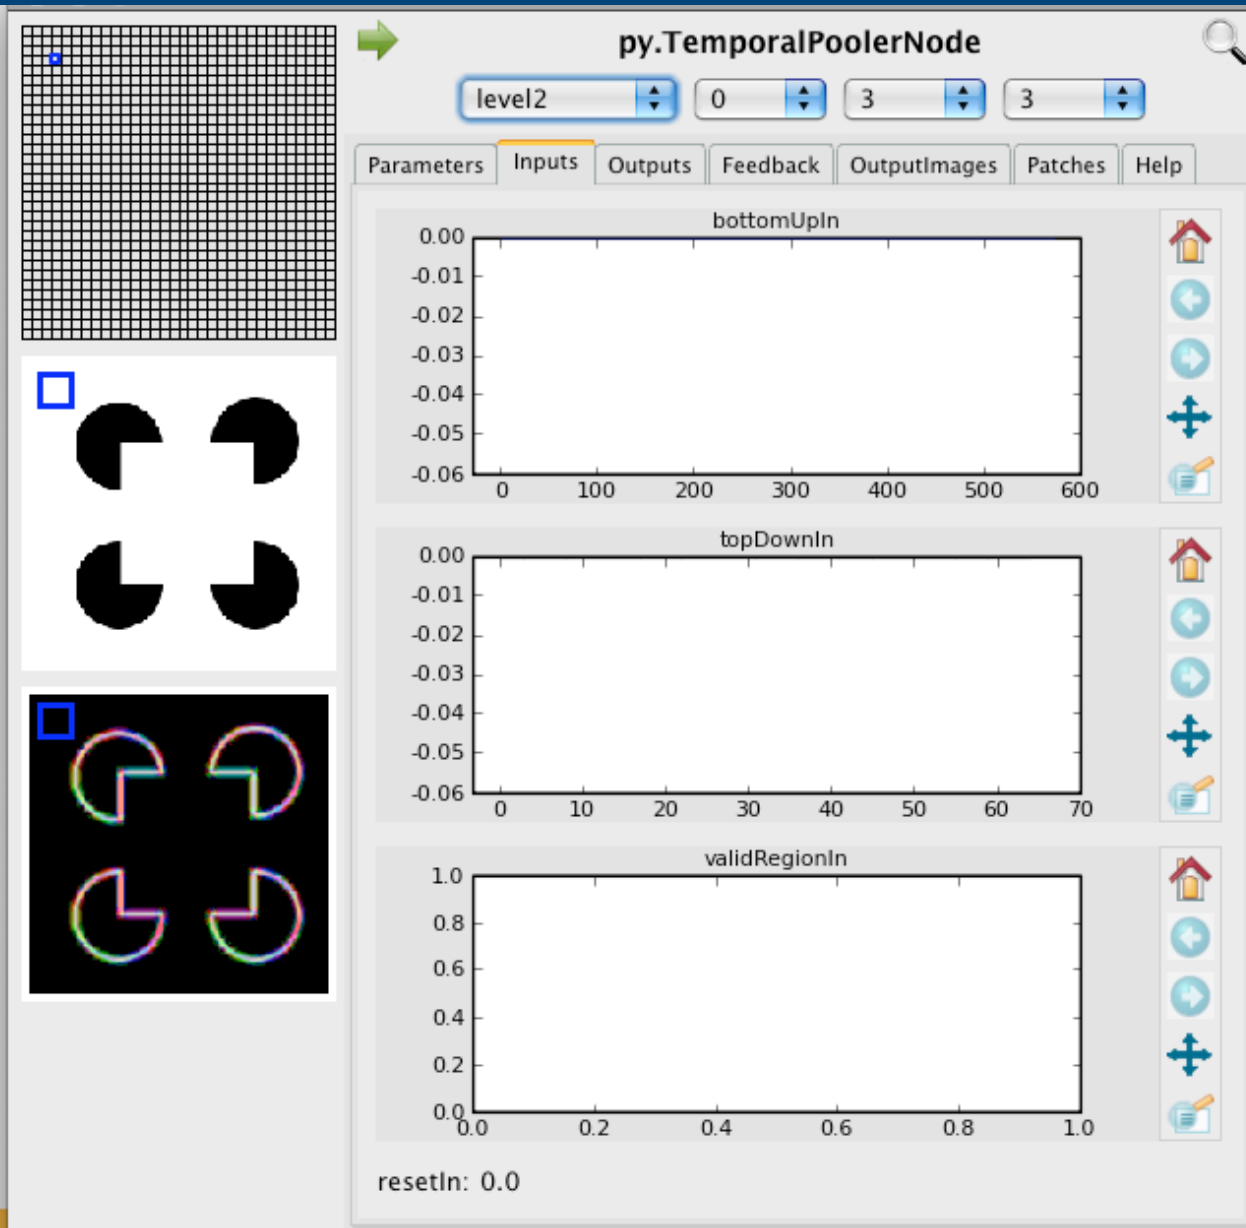 py.TemporalPoolerNode
level2 0 3 3
Parameters Inputs Outputs Feedback OutputImages Patches Help
bottomUpIn
0.00
-0.01
-0.02
-0.03
-0.04
-0.05
-0.06
0 100 200 300 400 500 600
topDownIn
0.00
-0.01
-0.02
-0.03
-0.04
-0.05
-0.06
0 10 20 30 40 50 60 70
validRegionIn
1.0
0.8
0.6
0.4
0.2
0.0
0.0 0.2 0.4 0.6 0.8 1.0
resetIn: 0.0